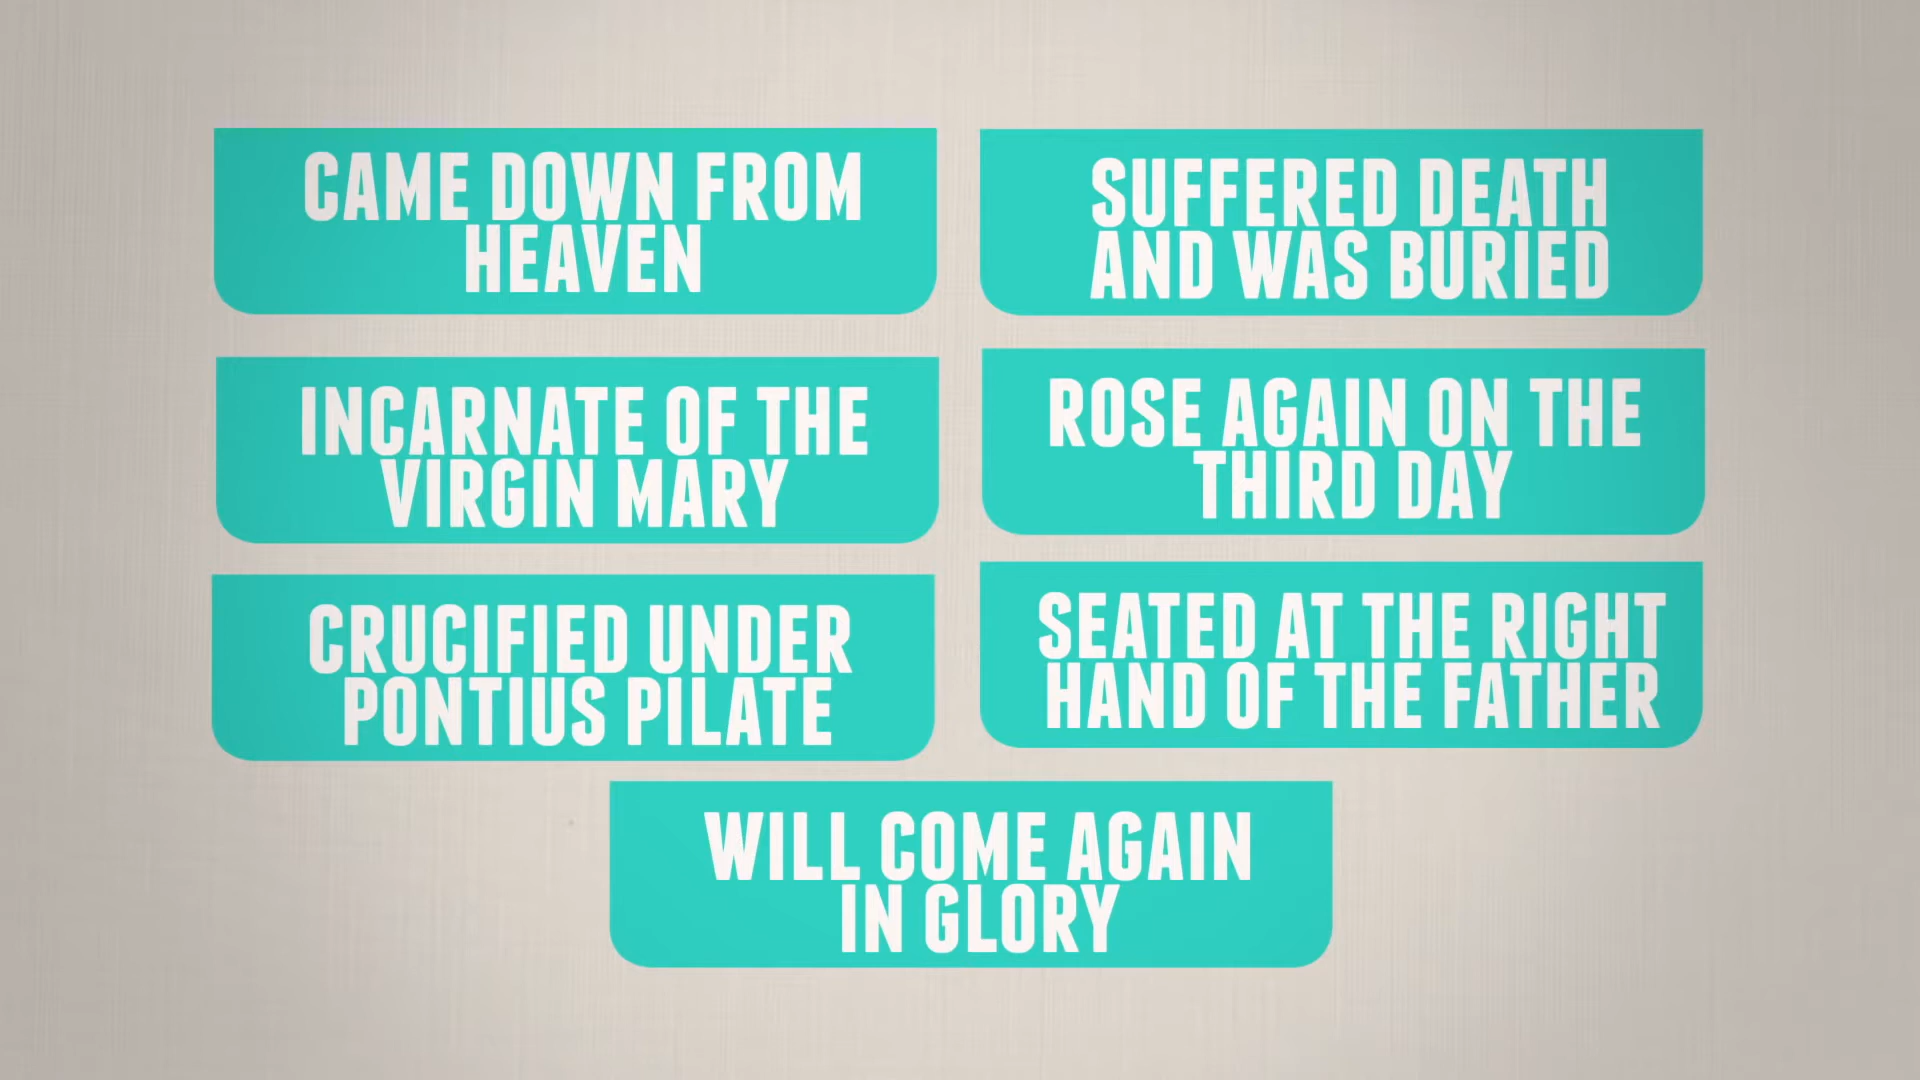 CAME DOWN FROM
HEAVEN
INCARNATE OF THE
VIRGIN MARY
CRUCIFIED UNDER
PONTIUS PILATE
SUFFERED DEATH
AND WAS BURIED
ROSE AGAIN ON THE
THIRD DAY
SEATED AT THE RIGHT
HAND OF THE FATHER
WILL COME AGAIN
IN GLORY